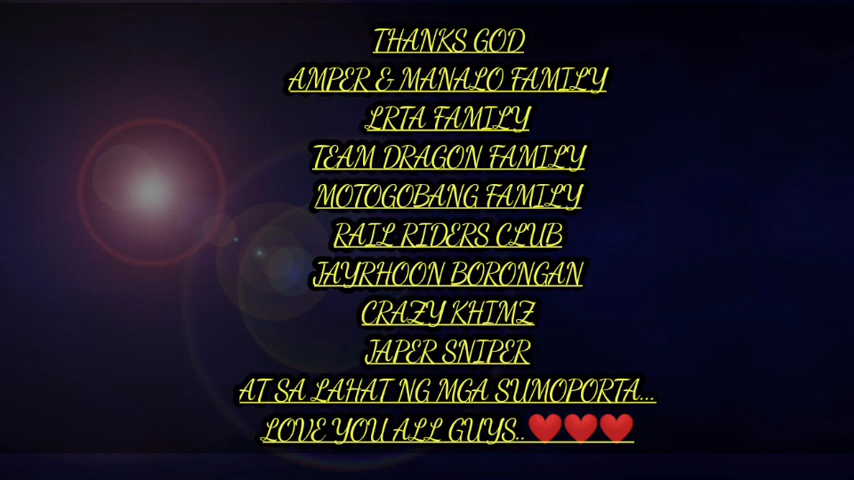 THANKS GOD
AMPER & MANALO FAMILY
LRTA FAMILY
TEAM DRAGON FAMILY
MOTOGOBANG FAMILY
RAIL RIDERS CLUB
JAYRHOON BORONGAN
CRAZY KHIMZ
JAPER SNIPER
AT SA LAHAT NG MGA SUMOPORTA...
LOVE YOU ALL GUYS..❤️❤️❤️